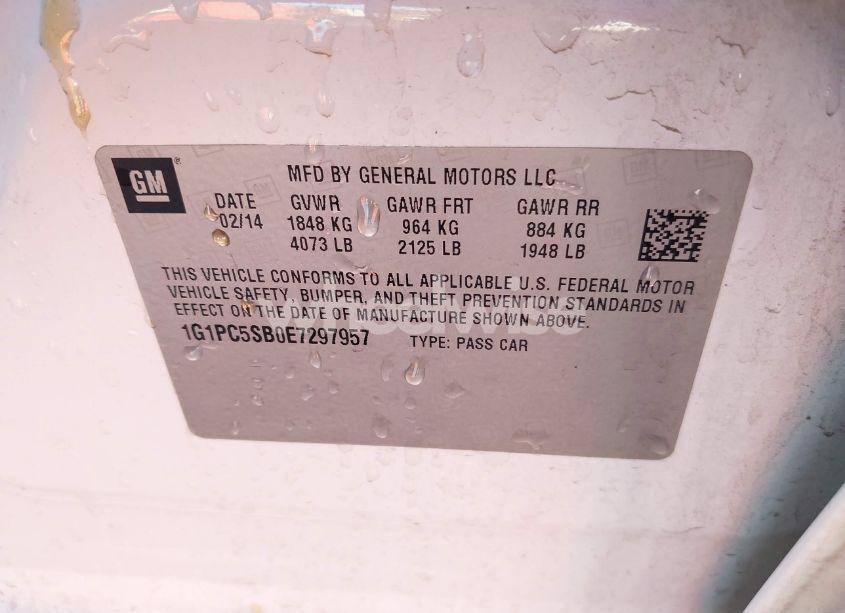 GM
MFD BY GENERAL MOTORS LLC
DATE GVWR GAWR FRT GAWR RR
02/14 1848 KG 964 KG 884 KG
4073 LB 2125 LB 1948 LB
THIS VEHICLE CONFORMS TO ALL APPLICABLE U.S. FEDERAL MOTOR
VEHICLE SAFETY, BUMPER, AND THEFT PREVENTION STANDARDS IN
EFFECT ON THE DATE OF MANUFACTURE SHOWN ABOVE.
1G1PC5SB0E7297957 TYPE: PASS CAR